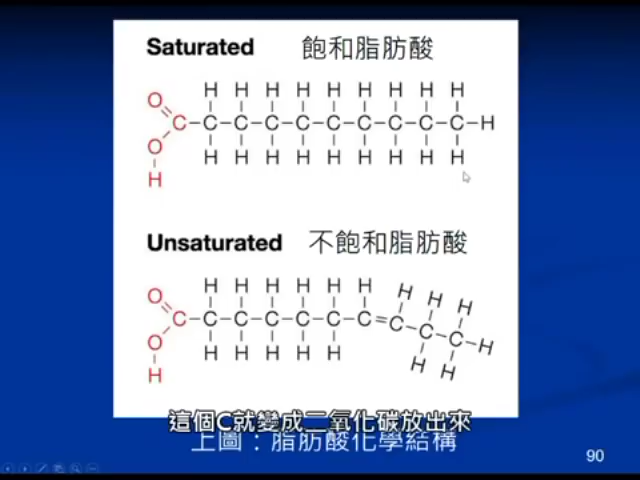 Saturated 飽和脂肪酸
H H H H H H H H H
O
C-C-C-C-C-C-C-C-C-C-H
O
H H H H H H H H H
H
Unsaturated 不飽和脂肪酸
H H H H H H H H H
O
C-C-C-C-C-C-C=C-C-C-H
O
H H H H H H H
H
這個C就變成二氧化碳放出來
上圖：脂肪酸化學結構
90